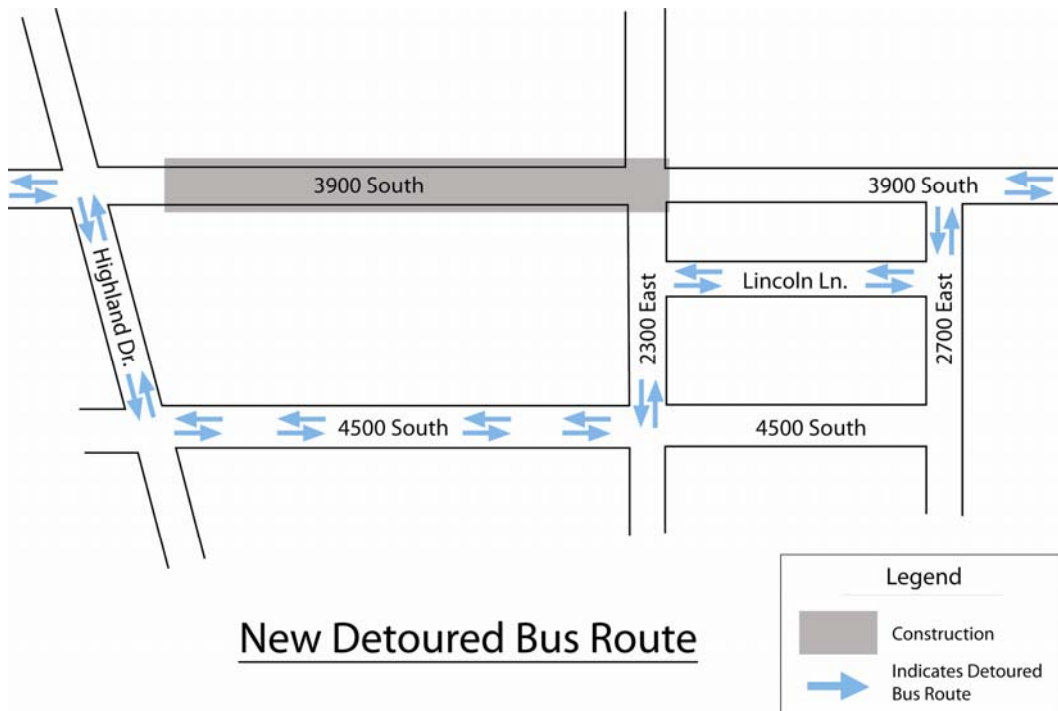 3900 South
3900 South
Highland Dr.
2300 East
Lincoln Ln.
2700 East
4500 South
4500 South
New Detoured Bus Route
Legend
Construction
Indicates Detoured
Bus Route